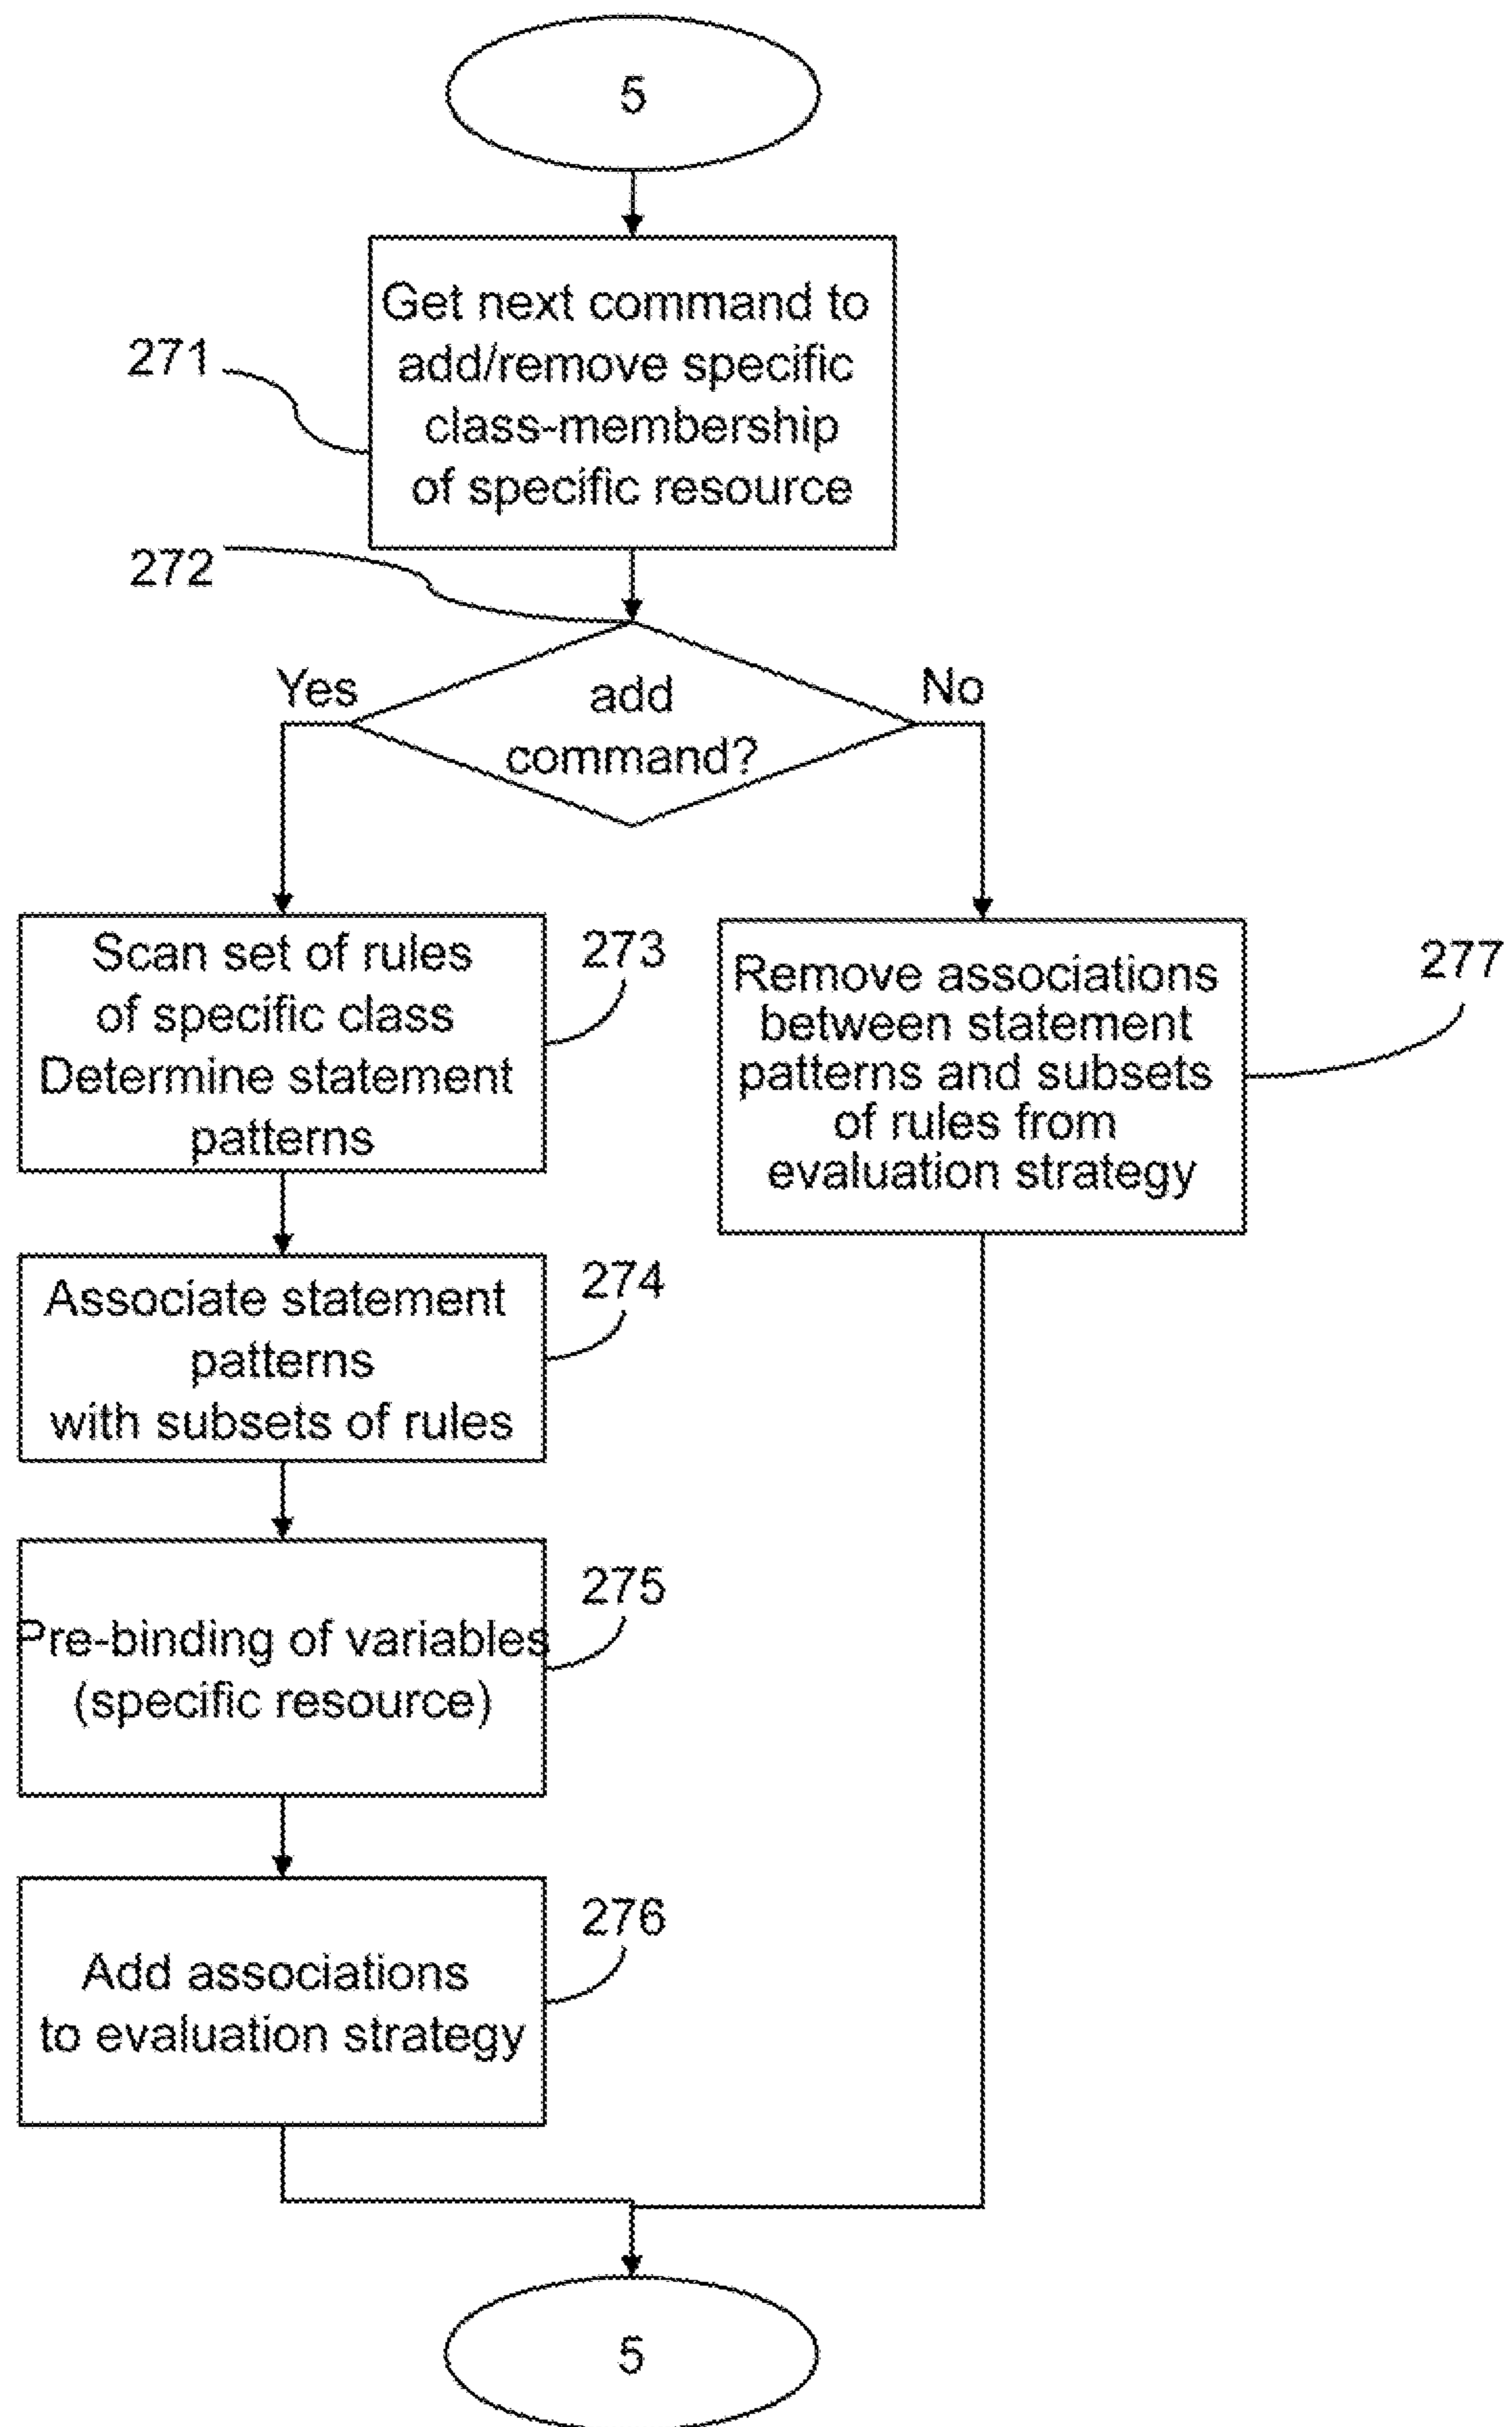 5
Get next command to
add/remove specific
class-membership
of specific resource
271
272
add
command?
Yes
No
Scan set of rules
of specific class
Determine statement
patterns
273
Remove associations
between statement
patterns and subsets
of rules from
evaluation strategy
277
Associate statement
patterns
with subsets of rules
274
Pre-binding of variables
(specific resource)
275
Add associations
to evaluation strategy
276
5